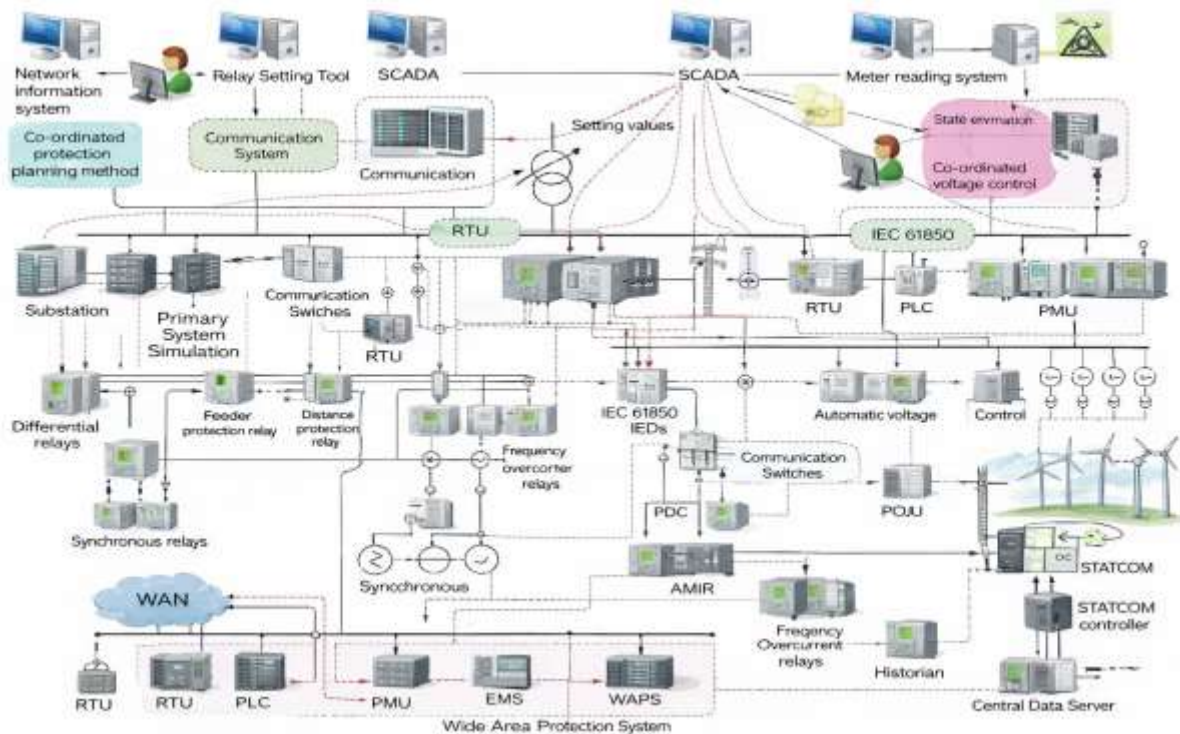 Network
information
system
Relay Setting Tool
SCADA
SCADA
Meter reading system
Co-ordinated
protection
planning method
Communication
System
Communication
Setting values
State envmation
Co-ordinated
voltage control
RTU
IEC 61850
Substation
Primary
System
Simulation
Communication
Swiches
RTU
RTU
PLC
PMU
Differential
relays
Feeder
protection relay
Distance
protection
relay
Frequency
overcorter
relays
IEC 61850
IEDs
Automatic voltage
Control
Communication
Switches
Synchronous relays
PDC
POJU
Syncchronous
AMIR
STATCOM
WAN
STATCOM
controller
Freqency
Overcurrent
relays
Historian
RTU
RTU
PLC
PMU
EMS
WAPS
Central Data Server
Wide Area Protection System